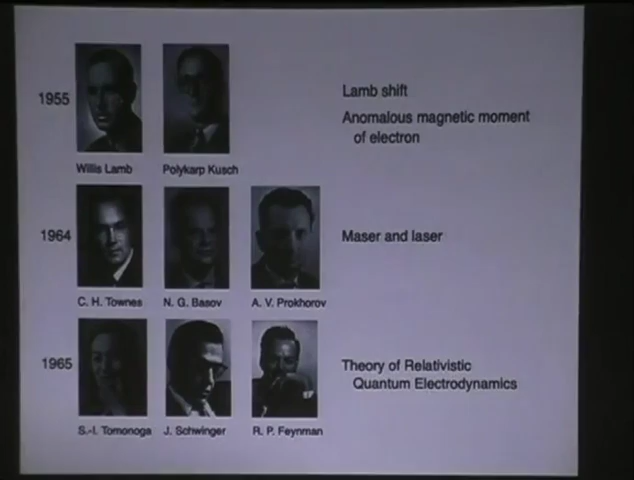 1955
Lamb shift
Anomalous magnetic moment
of electron
Willis Lamb
Polykarp Kusch
1964
Maser and laser
C. H. Townes
N. G. Basov
A. V. Prokhorov
1965
Theory of Relativistic
Quantum Electrodynamics
S.-I. Tomonoga
J. Schwinger
R. P. Feynman